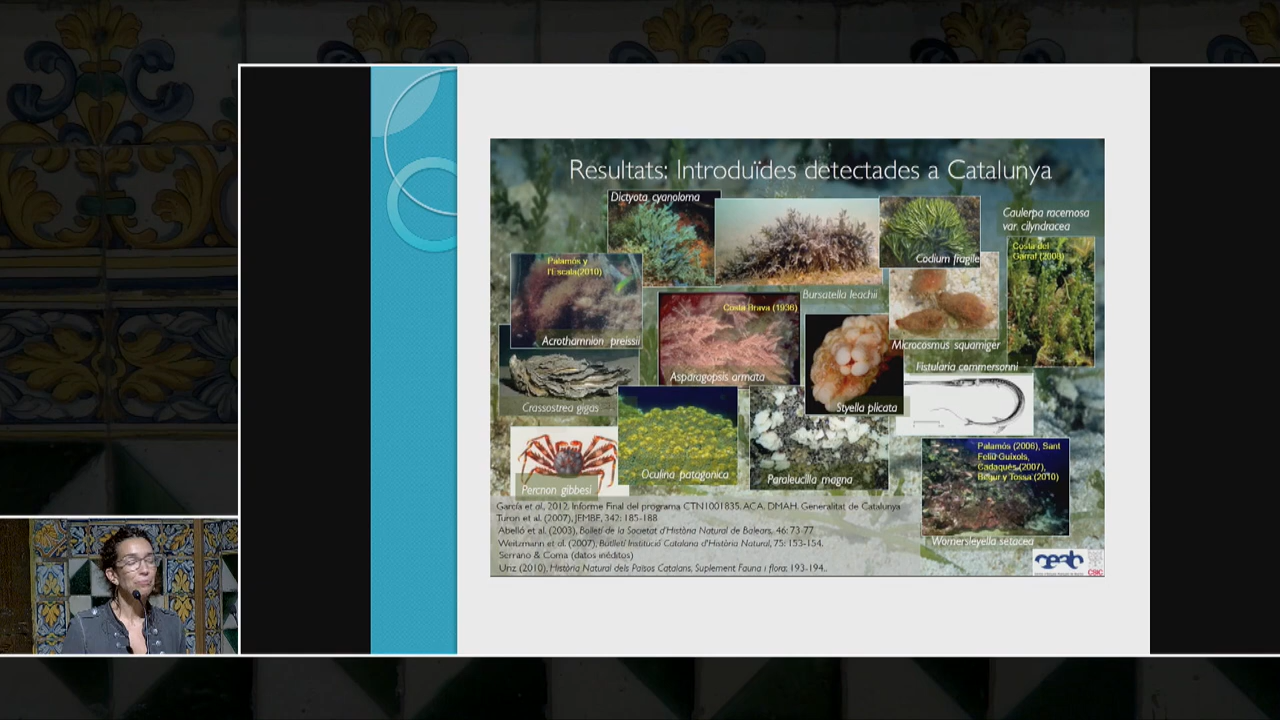 Resultats: Introduïdes detectades a Catalunya
Dictyota cyanoloma
Caulerpa racemosa
var. cilyndracea
Codium fragile
Costa del
Garraf (2008)
Palamós y
l'Escala(2010)
Bursatella leachii
Costa Brava (1936)
Acrothamnion preissii
Microcosmus squamiger
Asparagopsis armata
Fistularia commersonni
Crassostrea gigas
Styella plicata
Palamós (2006), Sant
Feliu Guíxols,
Cadaqués (2007),
Begur y Tossa (2010)
Oculina patagonica
Paraleucilla magna
Percnon gibbesi
García et al., 2012. Informe Final del programa CTN1001835. ACA. DMAH. Generalitat de Catalunya
Turon et al. (2007), JEMBE, 342: 185-188.
Abelló et al. (2003), Bolletí de la Societat d'Història Natural de Balears, 46: 73-77
Weitzmann et al. (2007), Butlletí Institució Catalana d'Història Natural, 75: 153-154.
Serrano & Coma (datos inéditos)
Uriz (2010), Història Natural dels Països Catalans, Suplement Fauna i flora; 193-194..
Womersleyella setacea
ceab
CSIC